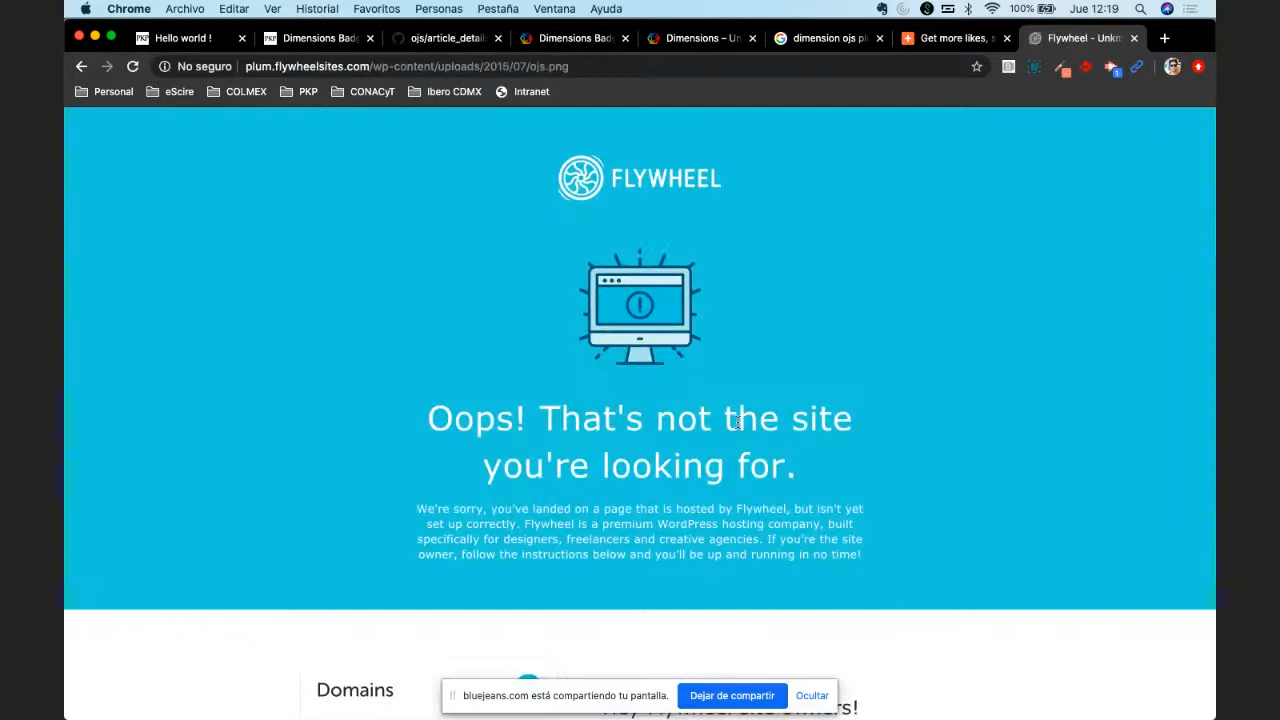 Chrome Archivo Editar Ver Historial Favoritos Personas Pestaña Ventana Ayuda 100% Jue 12:19
Hello world ! Dimensions Bad ojs/article_details Dimensions Bad Dimensions – Un dimension ojs pl Get more likes, s Flywheel - Unkn
No seguro plum.flywheelsites.com/wp-content/uploads/2015/07/ojs.png
Personal eScire COLMEX PKP CONACyT Ibero CDMX Intranet
FLYWHEEL
Oops! That's not the site
you're looking for.
We're sorry, you've landed on a page that is hosted by Flywheel, but isn't yet
set up correctly. Flywheel is a premium WordPress hosting company, built
specifically for designers, freelancers and creative agencies. If you're the site
owner, follow the instructions below and you'll be up and running in no time!
Domains
bluejeans.com está compartiendo tu pantalla. Dejar de compartir Ocultar